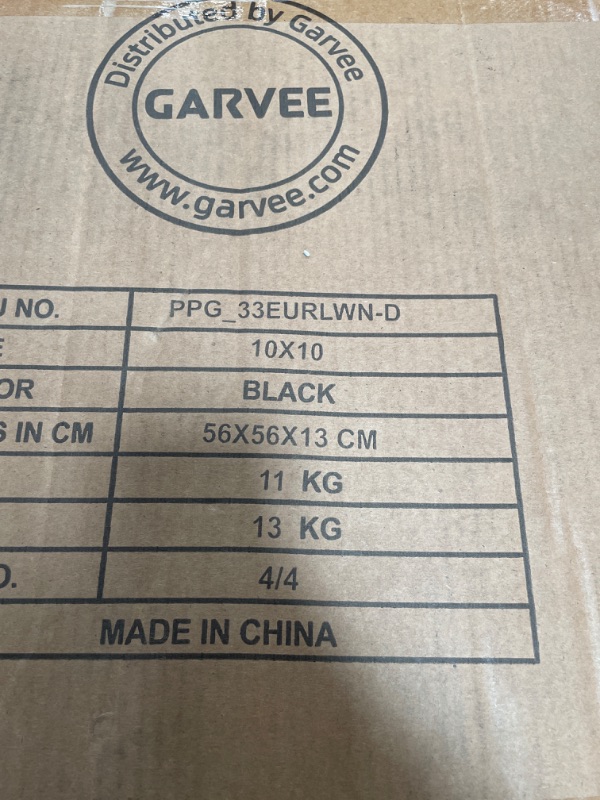 Distributed by Garvee
GARVEE
www.garvee.com
U NO. PPG_33EURLWN-D
E 10X10
OR BLACK
S IN CM 56X56X13 CM
11 KG
13 KG
O. 4/4
MADE IN CHINA